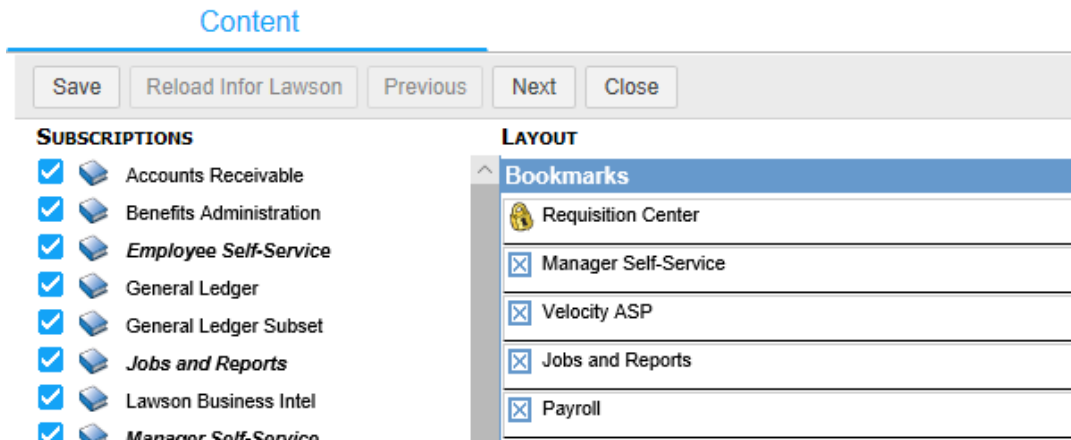 Content
Save Reload Infor Lawson Previous Next Close
SUBSCRIPTIONS
Accounts Receivable
Benefits Administration
Employee Self-Service
General Ledger
General Ledger Subset
Jobs and Reports
Lawson Business Intel
Manager Self-Service
LAYOUT
Bookmarks
Requisition Center
Manager Self-Service
Velocity ASP
Jobs and Reports
Payroll